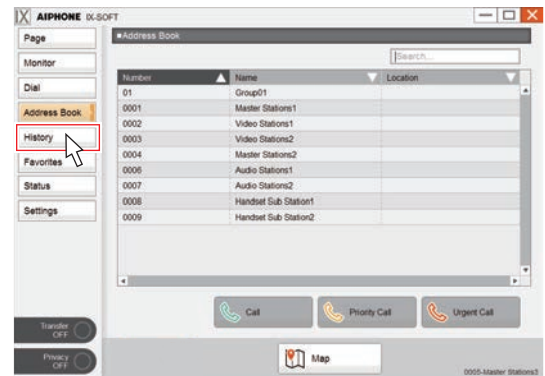 AIPHONE IX-SOFT
Page
Monitor
Dial
Address Book
History
Favorites
Status
Settings
Transfer
OFF
Privacy
OFF
■Address Book
Search...
Number Name Location
01 Group01
0001 Master Stations1
0002 Video Stations1
0003 Video Stations2
0004 Master Stations2
0006 Audio Stations1
0007 Audio Stations2
0008 Handset Sub Station1
0009 Handset Sub Station2
Call Priority Call Urgent Call
Map
0005-Master Stations3